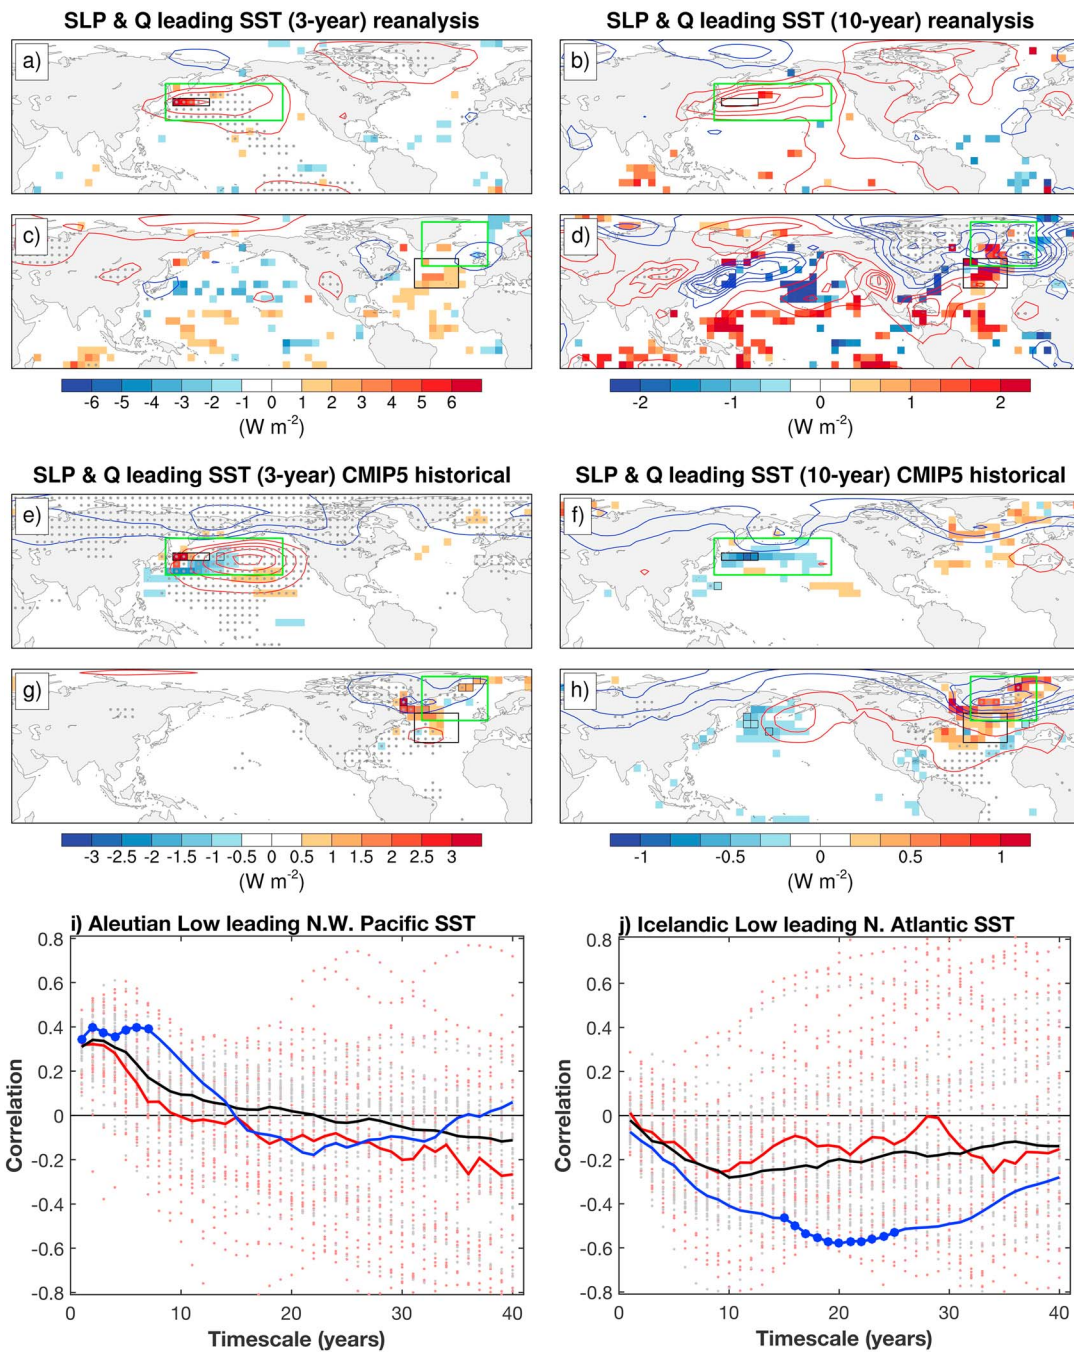 SLP & Q leading SST (3-year) reanalysis
SLP & Q leading SST (10-year) reanalysis
a)
b)
c)
d)
-6 -5 -4 -3 -2 -1 0 1 2 3 4 5 6
(W m⁻²)
-2 -1 0 1 2
(W m⁻²)
SLP & Q leading SST (3-year) CMIP5 historical
SLP & Q leading SST (10-year) CMIP5 historical
e)
f)
g)
h)
-3 -2.5 -2 -1.5 -1 -0.5 0 0.5 1 1.5 2 2.5 3
(W m⁻²)
-1 -0.5 0 0.5 1
(W m⁻²)
i) Aleutian Low leading N.W. Pacific SST
0.8
0.6
0.4
0.2
0
-0.2
-0.4
-0.6
-0.8
Correlation
0 10 20 30 40
Timescale (years)
j) Icelandic Low leading N. Atlantic SST
0.8
0.6
0.4
0.2
0
-0.2
-0.4
-0.6
-0.8
Correlation
0 10 20 30 40
Timescale (years)